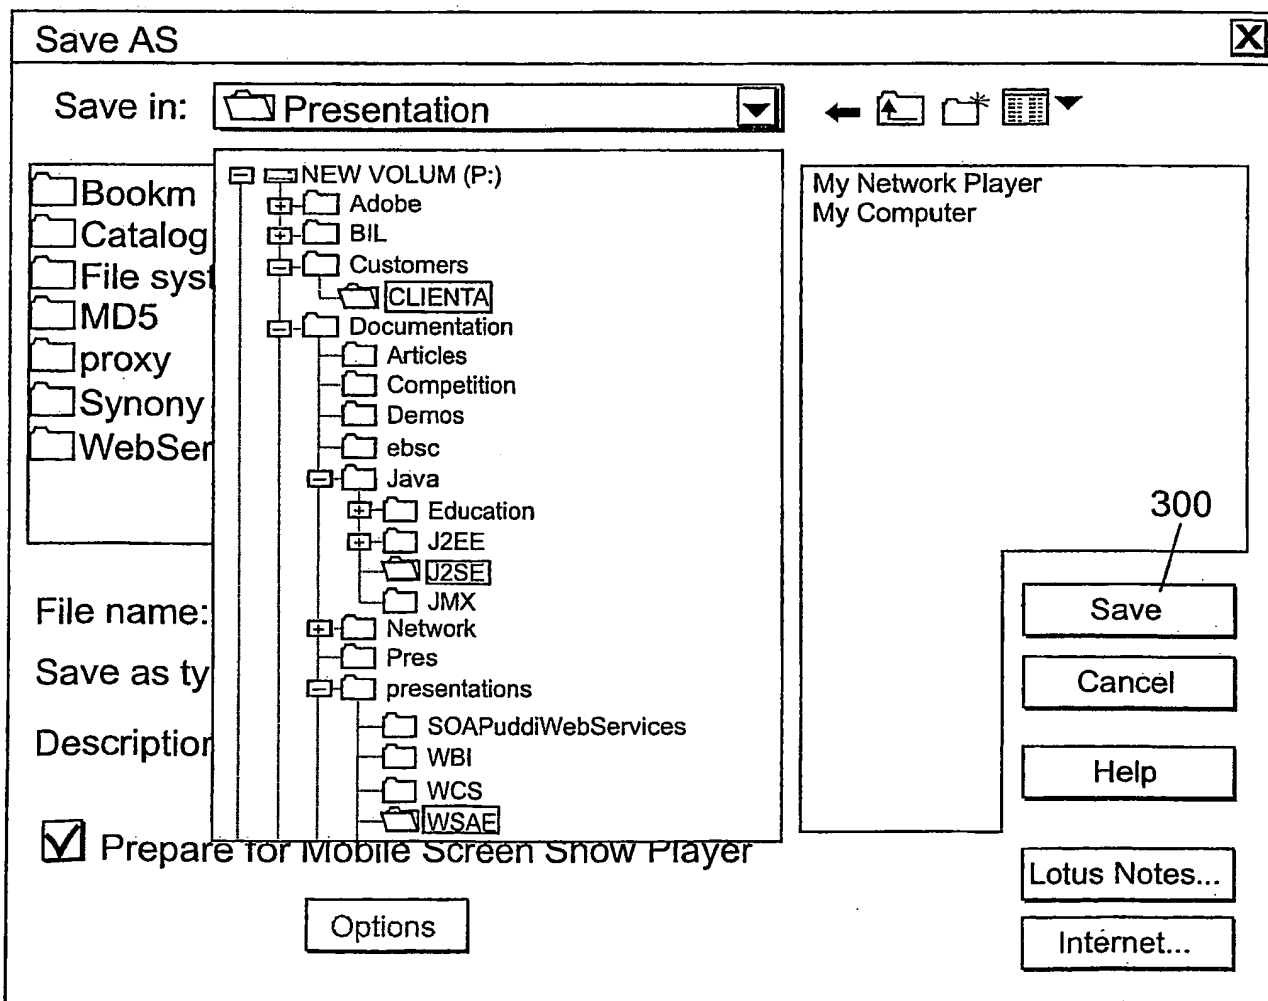 Save AS
Save in:
Presentation
Bookm
Catalog
File syst
MD5
proxy
Synony
WebSer
NEW VOLUM (P:)
Adobe
BIL
Customers
CLIENTA
Documentation
Articles
Competition
Demos
ebsc
Java
Education
J2EE
J2SE
JMX
Network
Pres
presentations
SOAPuddiWebServices
WBI
WCS
WSAE
My Network Player
My Computer
300
File name:
Save as ty
Description
Prepare for Mobile Screen Show Player
Options
Save
Cancel
Help
Lotus Notes...
Internet...